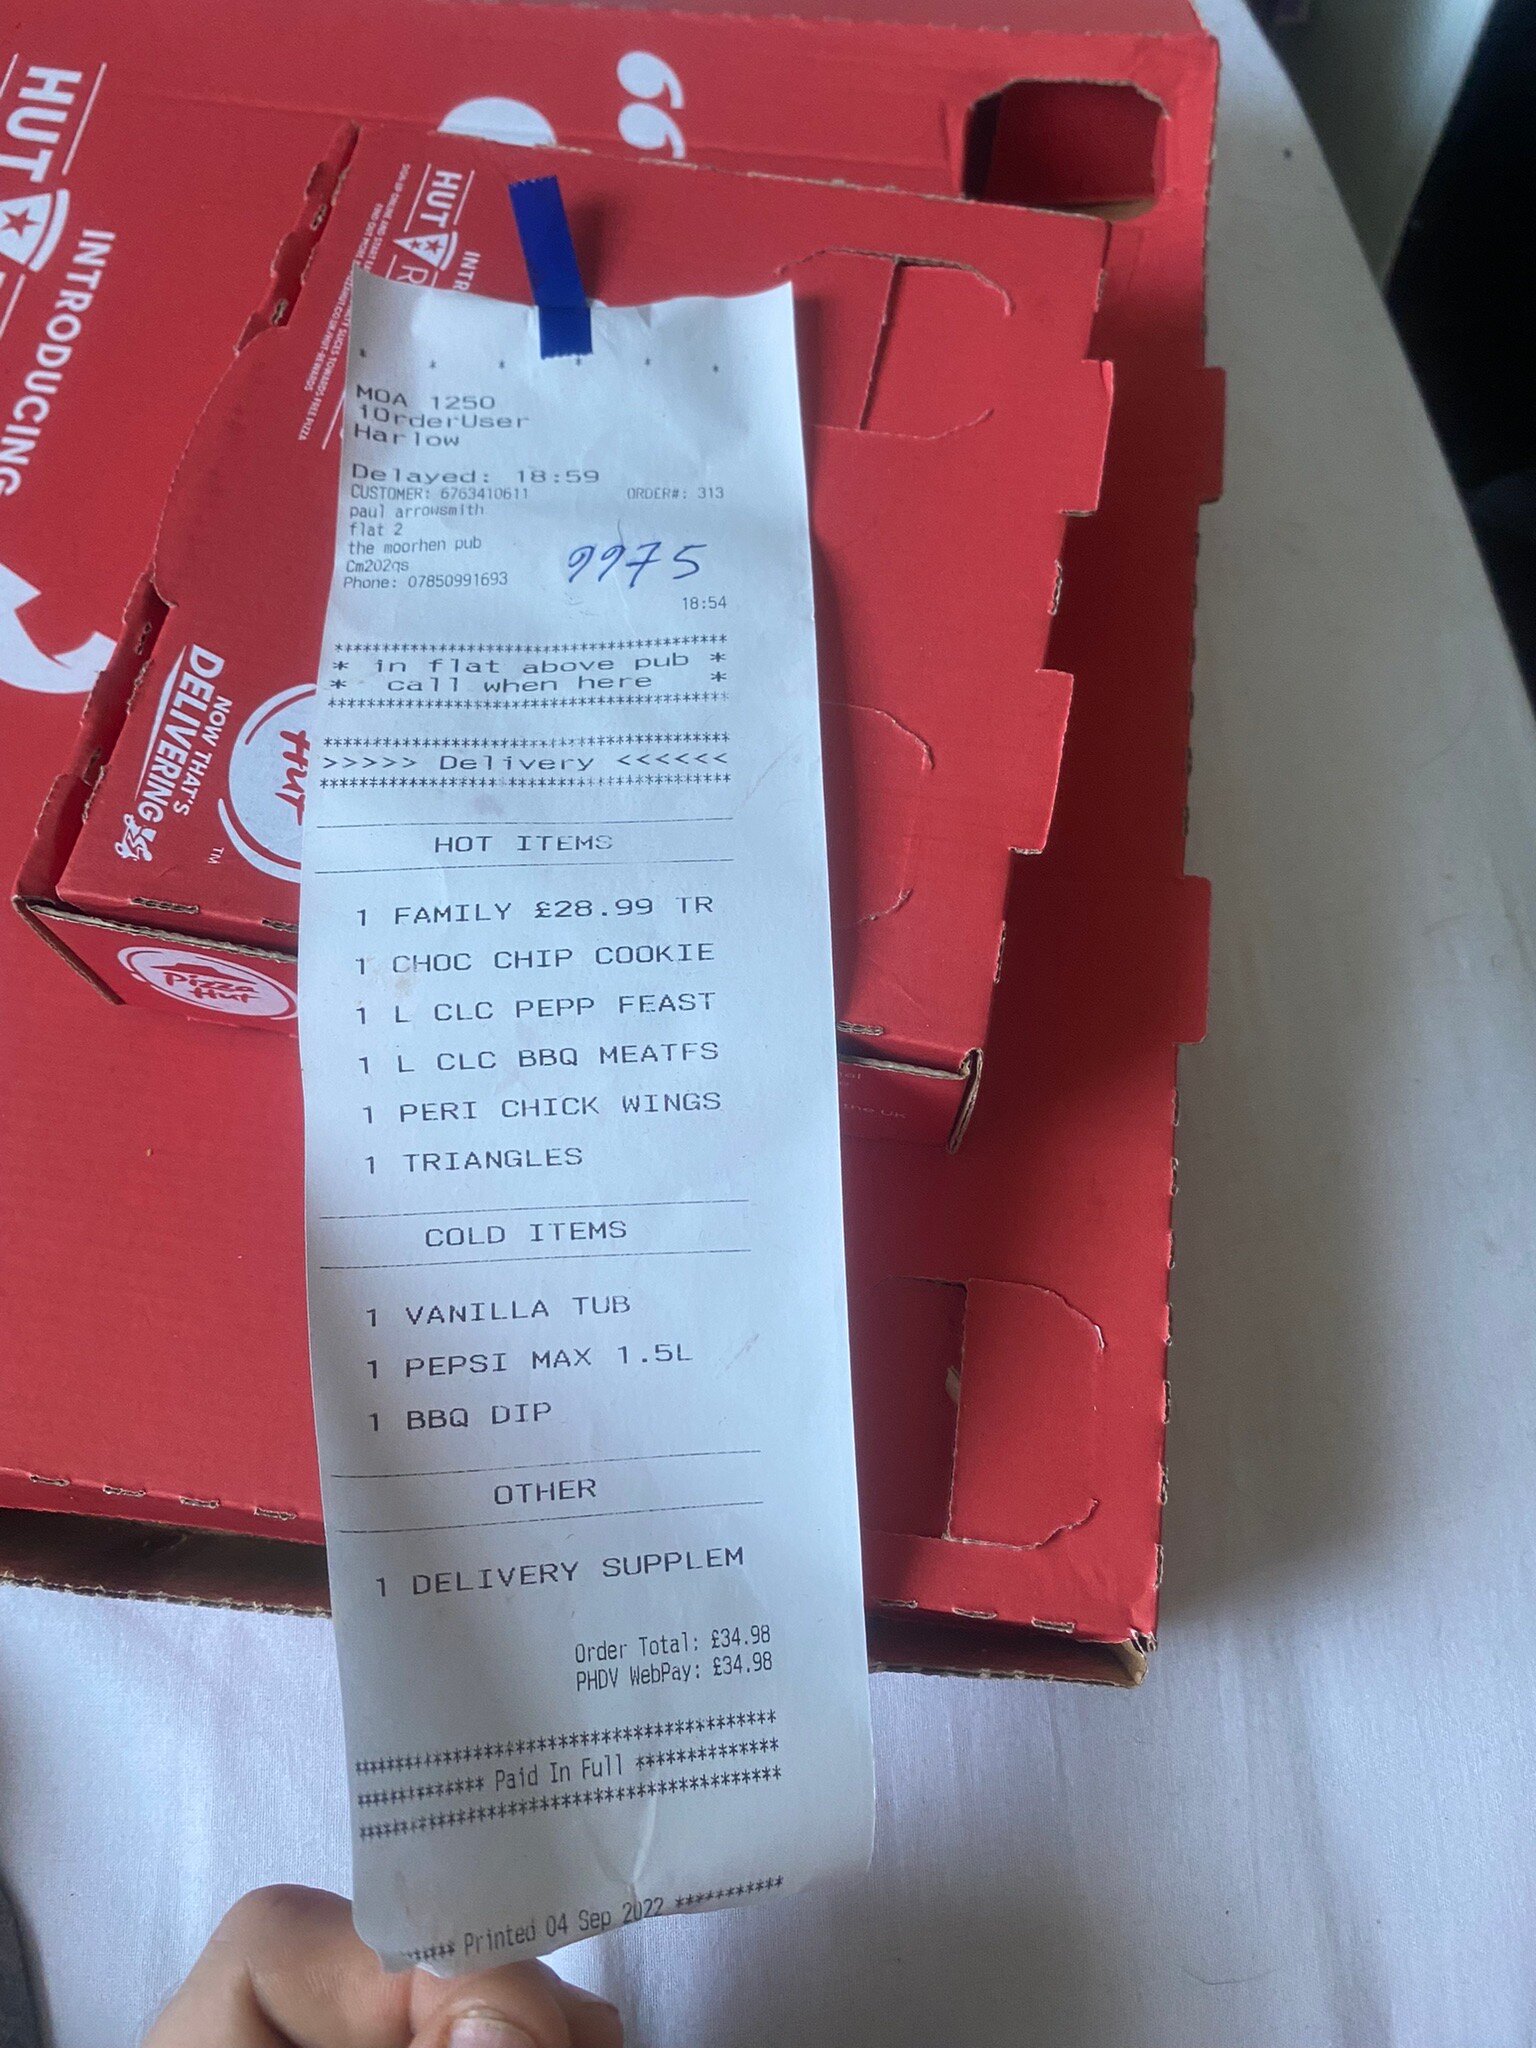 HUT
INTRODUCING
66
HUT
NOW THAT'S
DELIVERING
TM
Hut
Pizza
Hut
* * * * * *
MOA 1250
1OrderUser
Harlow
Delayed: 18:59
CUSTOMER: 6763410611 ORDER#: 313
paul arrowsmith
flat 2
the moorhen pub
Cm202qs
Phone: 07850991693
9975
18:54
****************************************
* in flat above pub *
* call when here *
****************************************
****************************************
>>>>> Delivery <<<<<<
****************************************
HOT ITEMS
1 FAMILY £28.99 TR
1 CHOC CHIP COOKIE
1 L CLC PEPP FEAST
1 L CLC BBQ MEATFS
1 PERI CHICK WINGS
1 TRIANGLES
COLD ITEMS
1 VANILLA TUB
1 PEPSI MAX 1.5L
1 BBQ DIP
OTHER
1 DELIVERY SUPPLEM
Order Total: £34.98
PHDV WebPay: £34.98
******************************************
************* Paid In Full **************
******************************************
****** Printed 04 Sep 2022 ***********